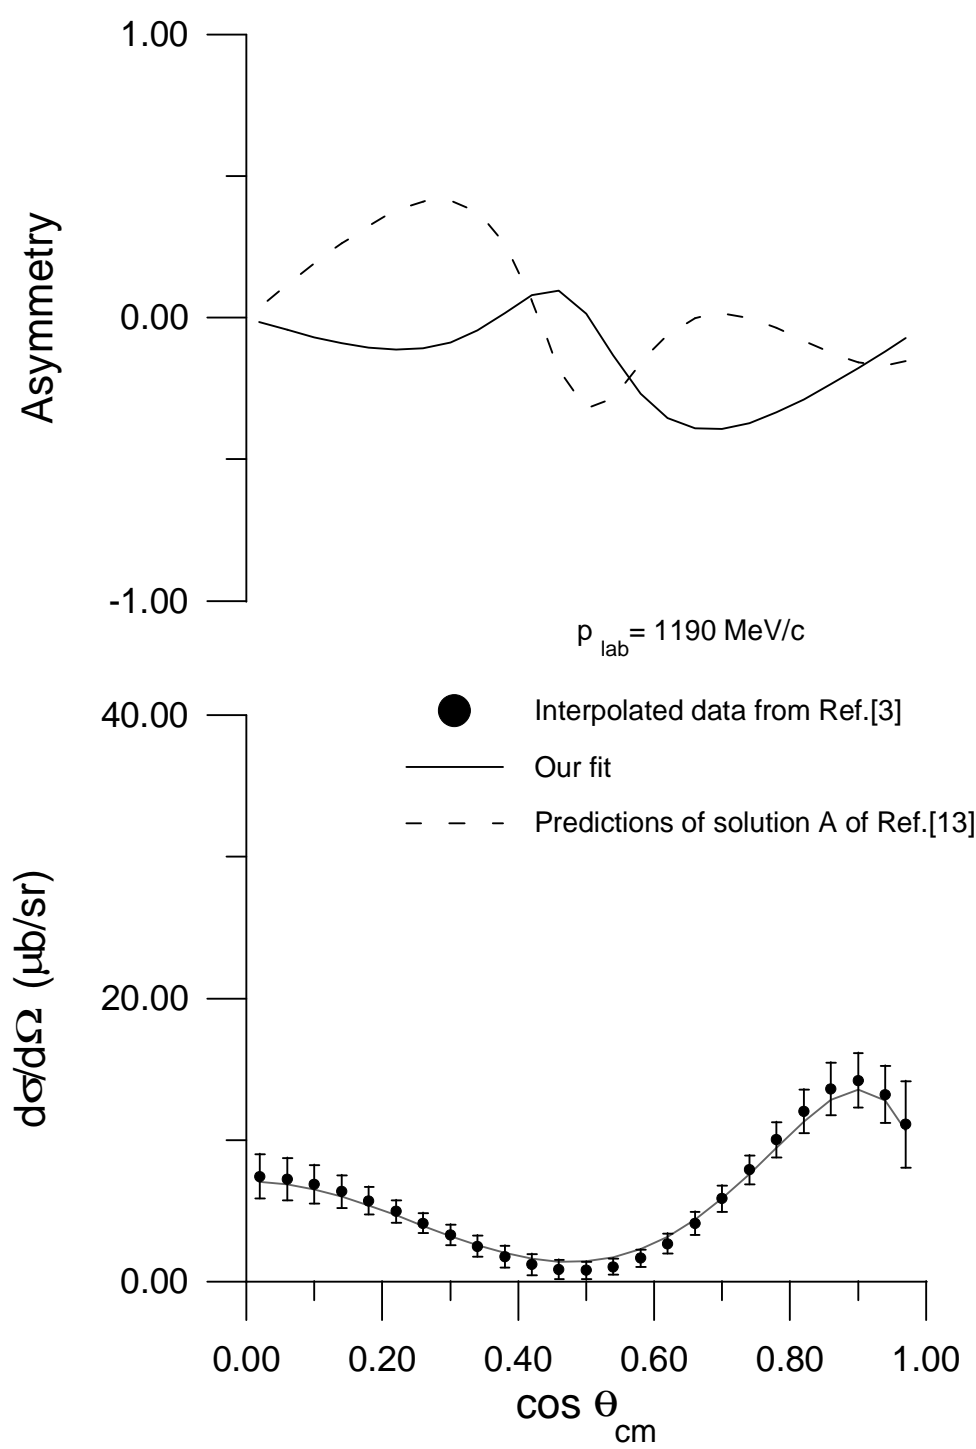 1.00
Asymmetry
0.00
-1.00
p lab= 1190 MeV/c
40.00
Interpolated data from Ref.[3]
Our fit
Predictions of solution A of Ref.[13]
dσ/dΩ (μb/sr)
20.00
0.00
0.00 0.20 0.40 0.60 0.80 1.00
cos θcm